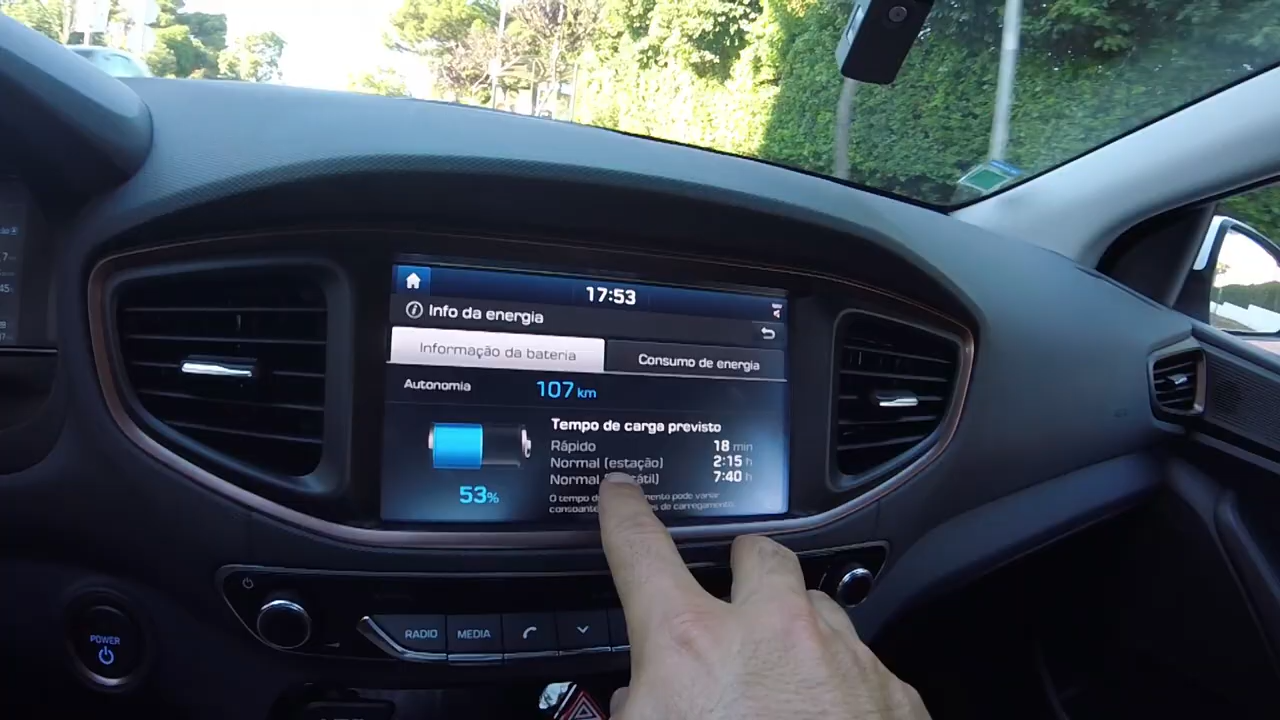 17:53
Info da energia
Informação da bateria
Consumo de energia
Autonomia 107 km
Tempo de carga previsto
Rápido 18 min
Normal (estação) 2:15 h
Normal 7:40 h
53%
O tempo pode variar
de carregamento.
RADIO
MEDIA
POWER